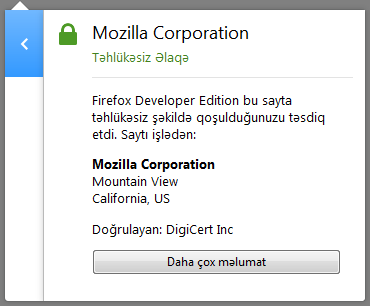 Mozilla Corporation
Təhlükəsiz Əlaqə
Firefox Developer Edition bu sayta
təhlükəsiz şəkildə qoşulduğunuzu təsdiq
etdi. Saytı işlədən:
Mozilla Corporation
Mountain View
California, US
Doğrulayan: DigiCert Inc
Daha çox məlumat